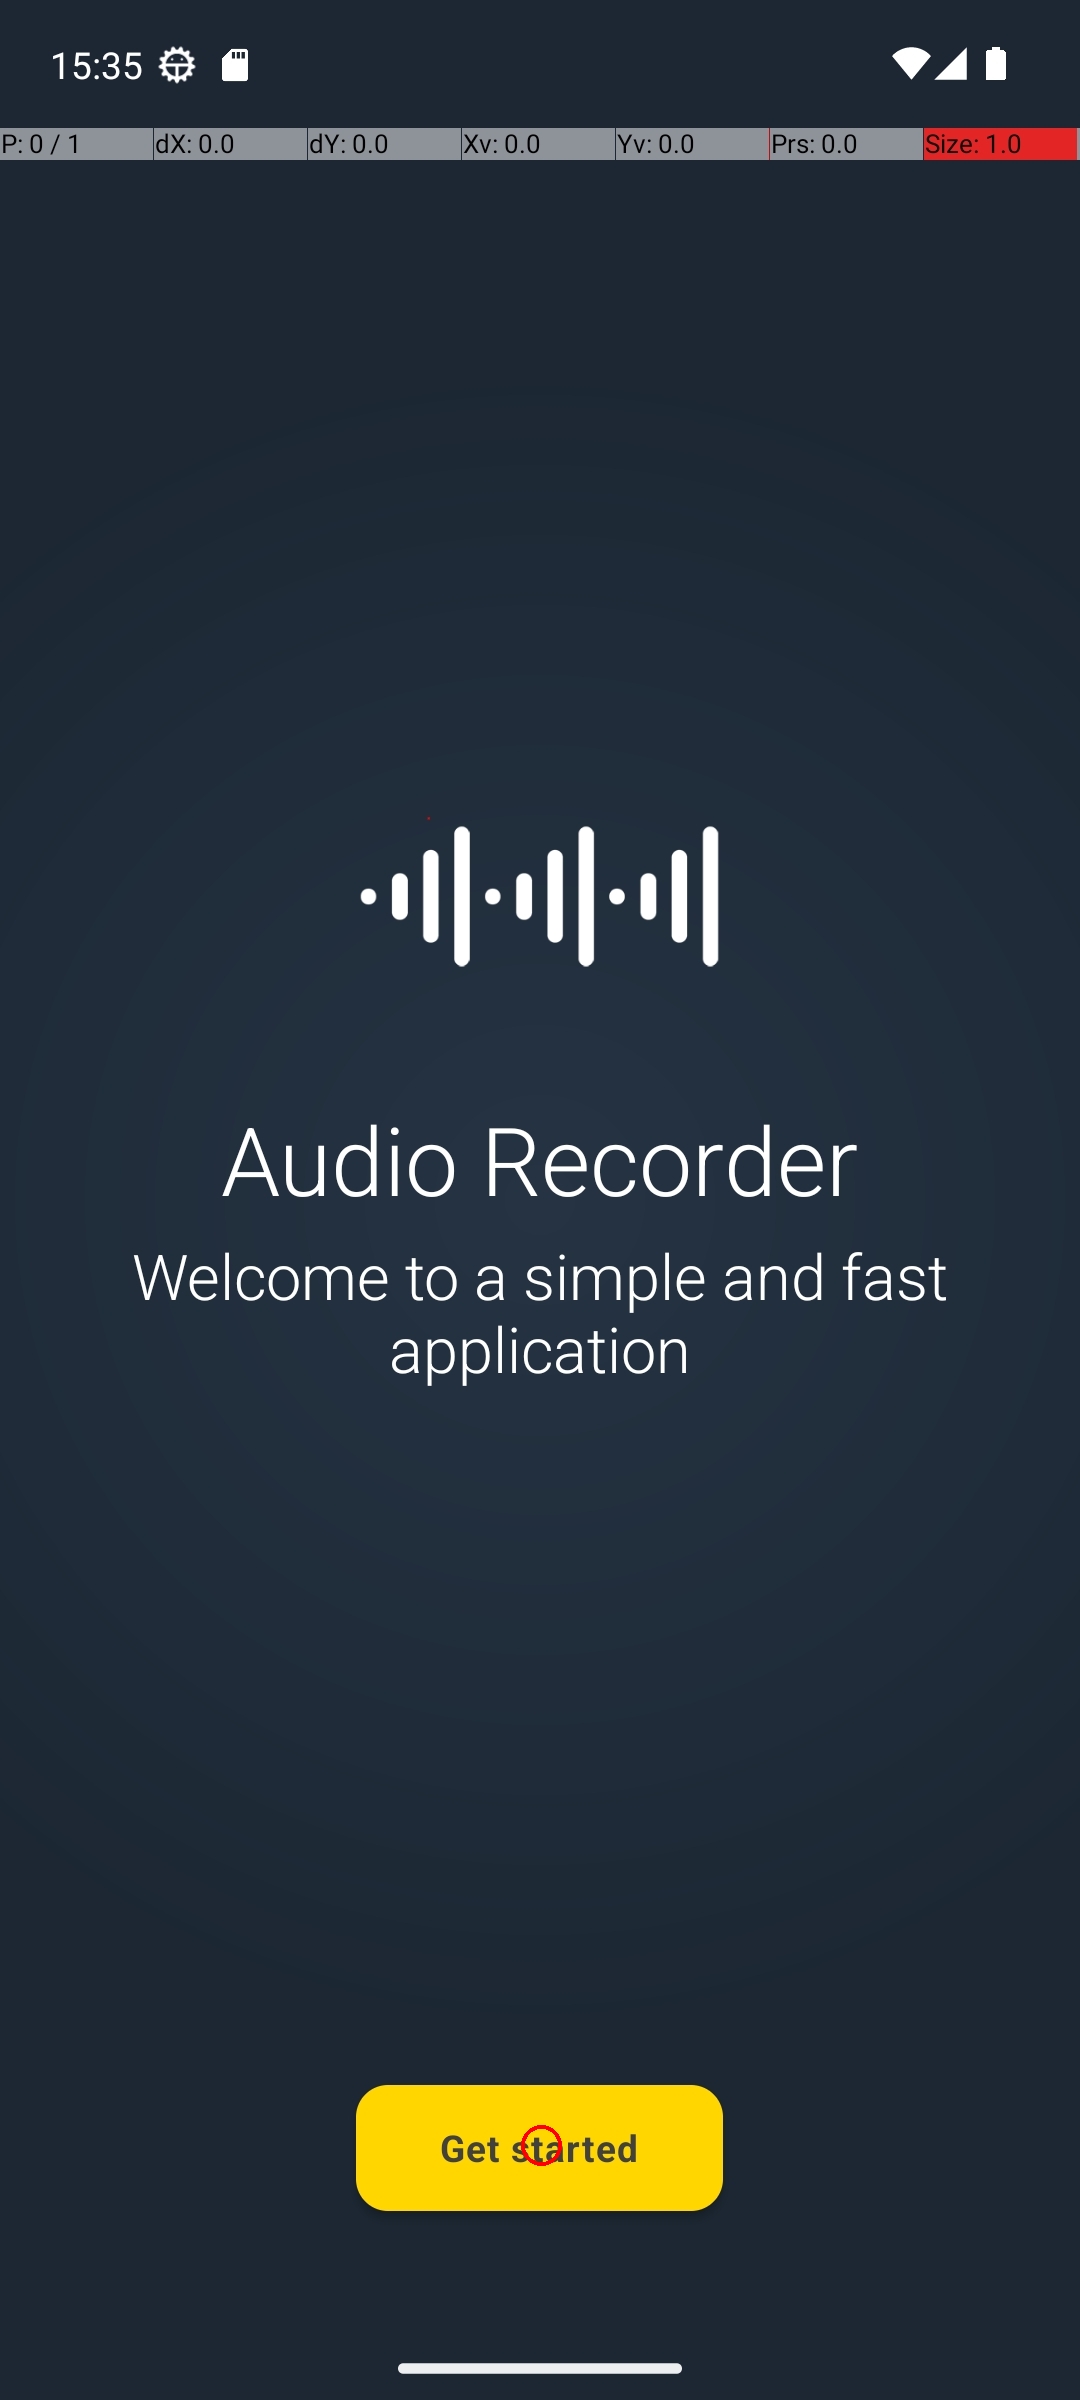 15:35
P: 0 / 1 dX: 0.0 dY: 0.0 Xv: 0.0 Yv: 0.0 Prs: 0.0 Size: 1.0
Audio Recorder
Welcome to a simple and fast
application
Get started